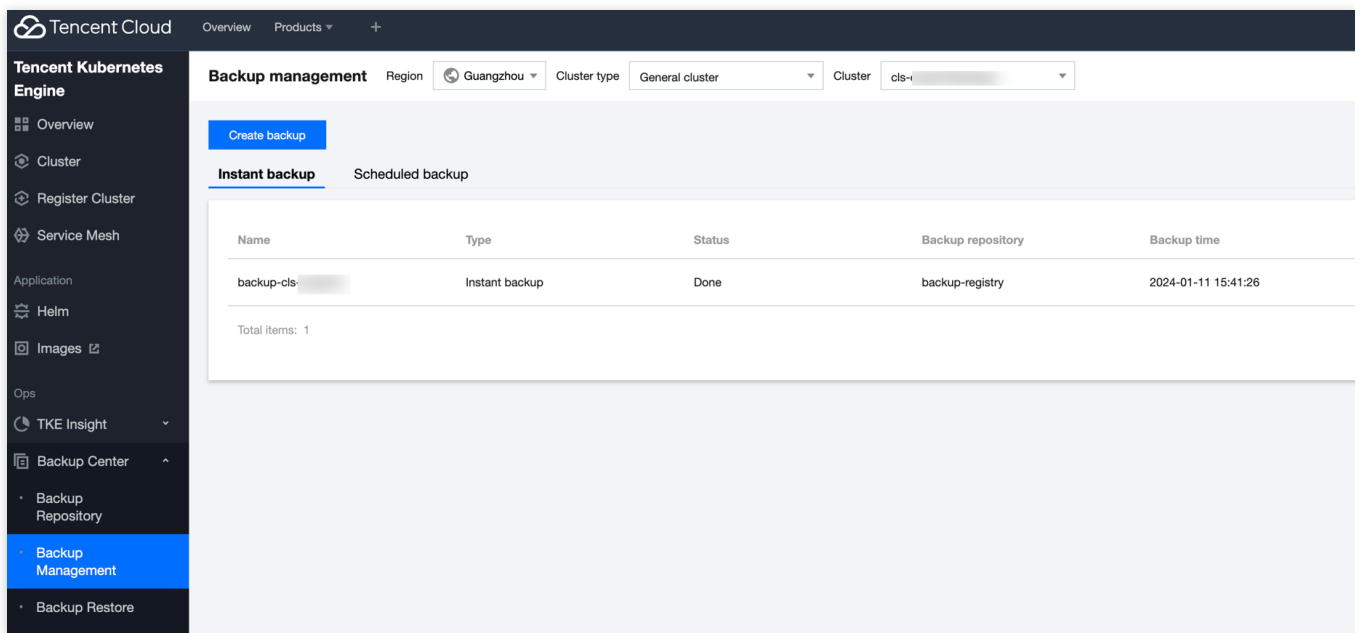 Tencent Cloud Overview Products +
Tencent Kubernetes
Engine
Backup management Region Guangzhou Cluster type General cluster Cluster cls-
Overview
Create backup
Cluster
Instant backup Scheduled backup
Register Cluster
Service Mesh
Name Type Status Backup repository Backup time
Application
backup-cls- Instant backup Done backup-registry 2024-01-11 15:41:26
Helm
Total items: 1
Images
Ops
TKE Insight
Backup Center
Backup
Repository
Backup
Management
Backup Restore